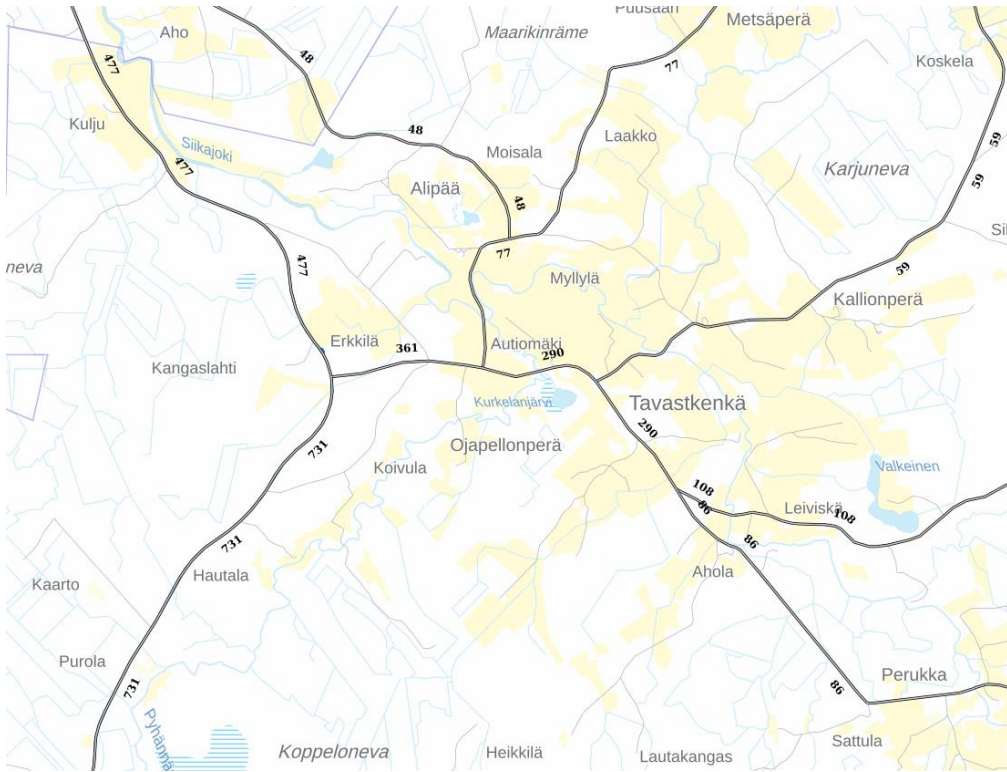 Puusaari
Metsäperä
Aho
Maarikinräme
48
477
77
Koskela
Kulju
48
Laakko
59
Siikajoki
Moisala
477
Karjuneva
59
Alipää
48
77
neva
477
Myllylä
59
Kallionperä
Erkkilä
361
Autiomäki
290
Kangaslahti
Kurkelanjärvi
Tavastkenkä
290
Ojapellonperä
731
Koivula
Valkeinen
108
86
Leiviskä
108
731
86
Hautala
Ahola
Kaarto
Purola
731
86
Perukka
Koppeloneva
Heikkilä
Lautakangas
Sattula